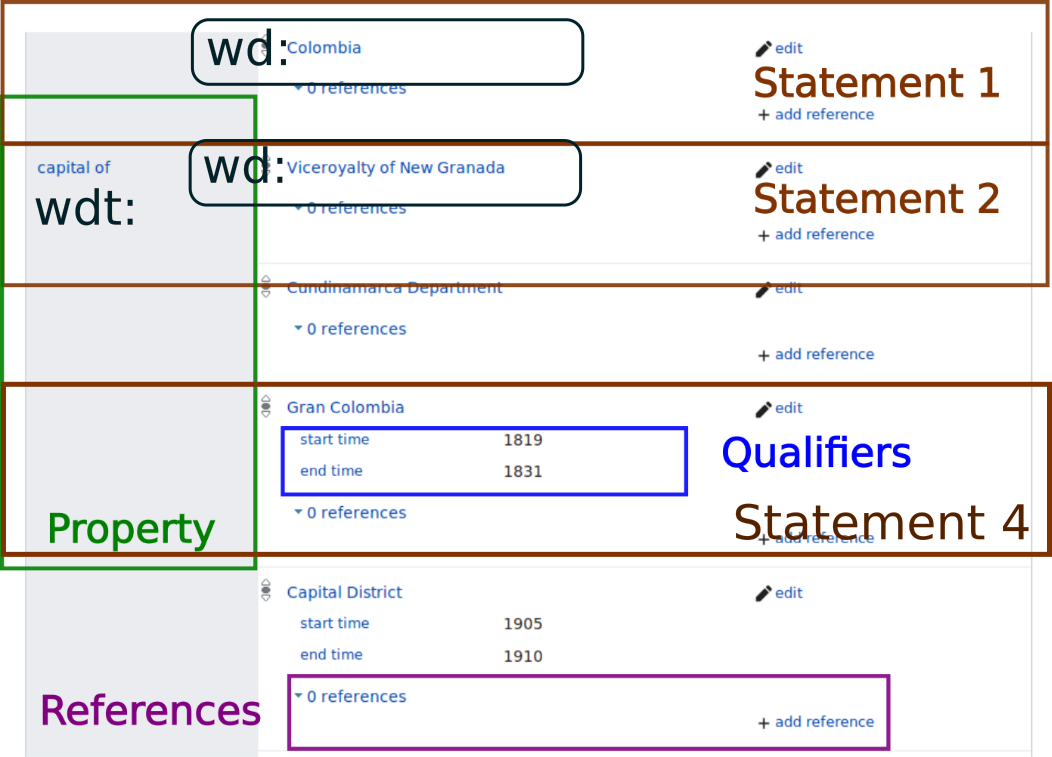 wd: Colombia edit
0 references Statement 1
+ add reference
capital of wd: Viceroyalty of New Granada edit
wdt: 0 references Statement 2
+ add reference
Cundinamarca Department edit
0 references
+ add reference
Gran Colombia edit
start time 1819
Qualifiers
end time 1831
0 references
Property Statement 4
+ add reference
Capital District edit
start time 1905
end time 1910
References 0 references
+ add reference